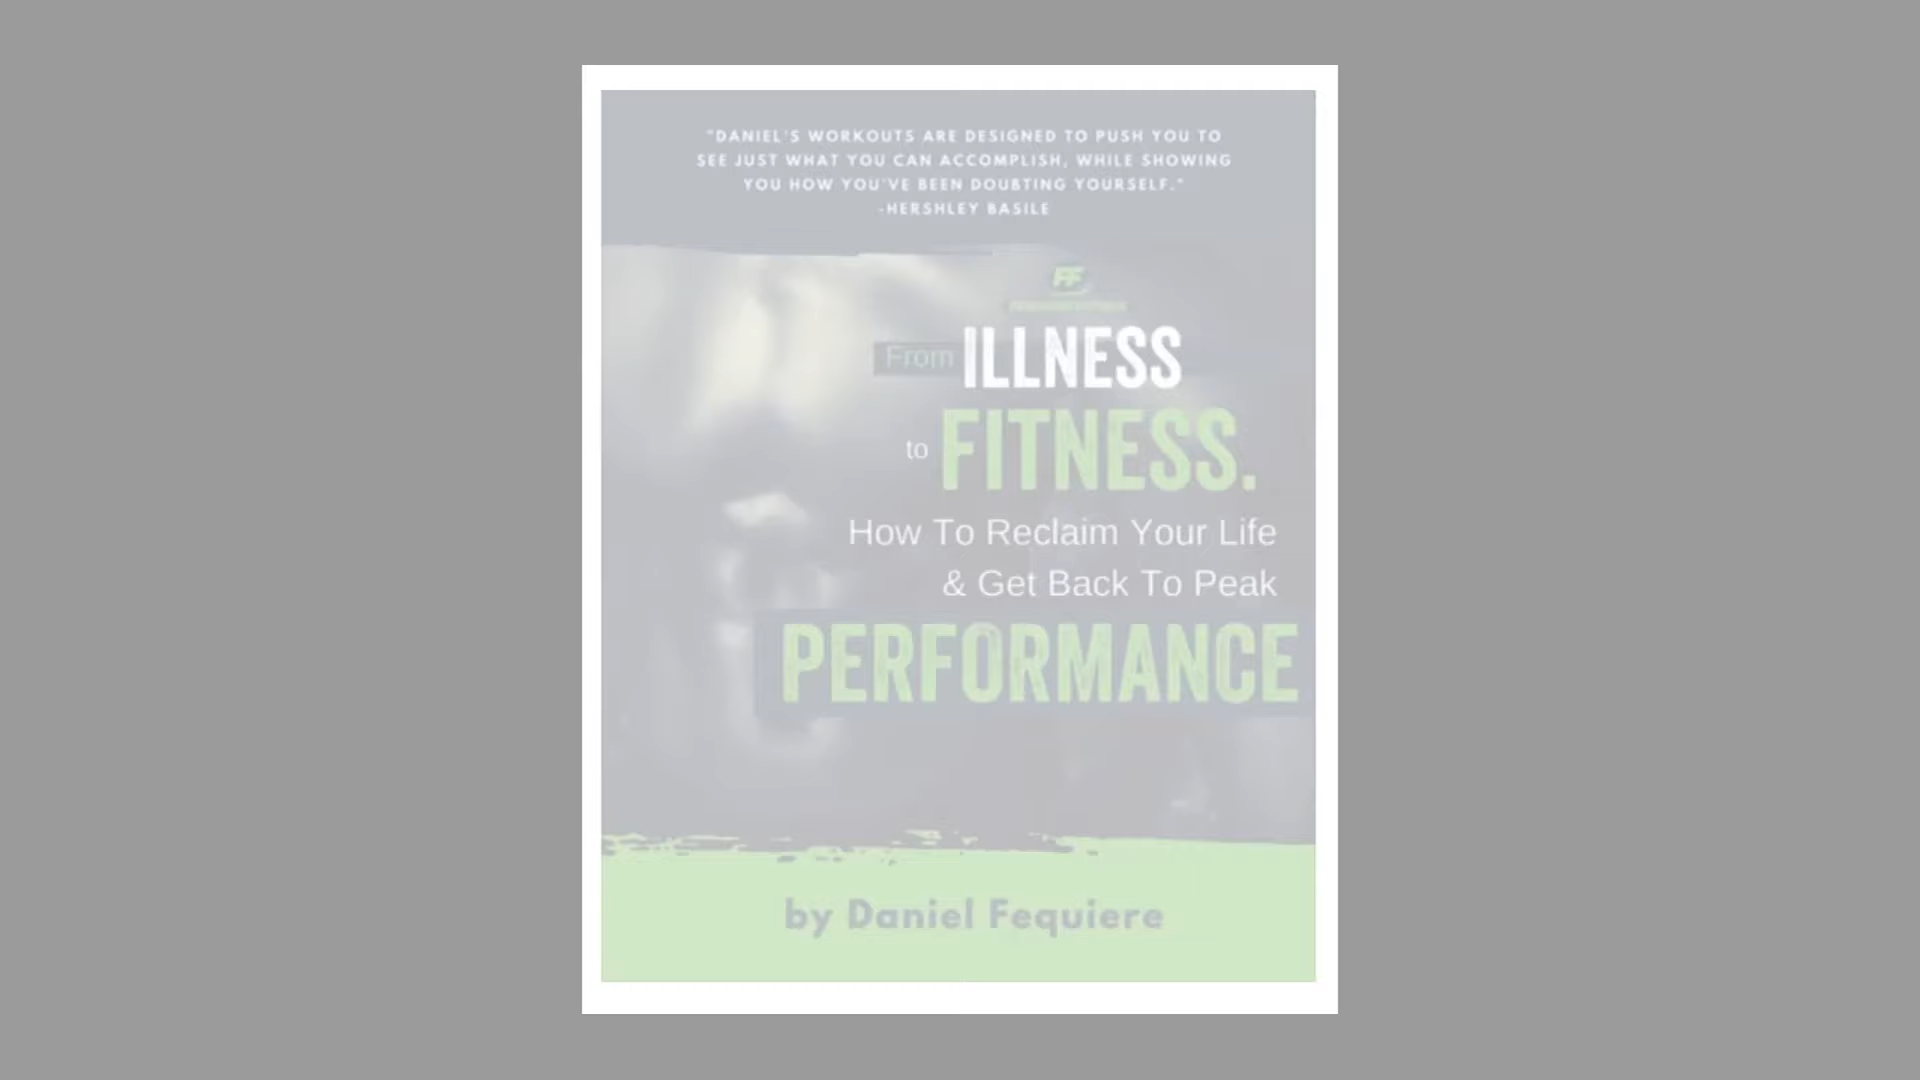 "DANIEL'S WORKOUTS ARE DESIGNED TO PUSH YOU TO
SEE JUST WHAT YOU CAN ACCOMPLISH, WHILE SHOWING
YOU HOW YOU'VE BEEN DOUBTING YOURSELF."
-HERSHLEY BASILE
FF
From ILLNESS
to FITNESS.
How To Reclaim Your Life
& Get Back To Peak
PERFORMANCE
by Daniel Fequiere